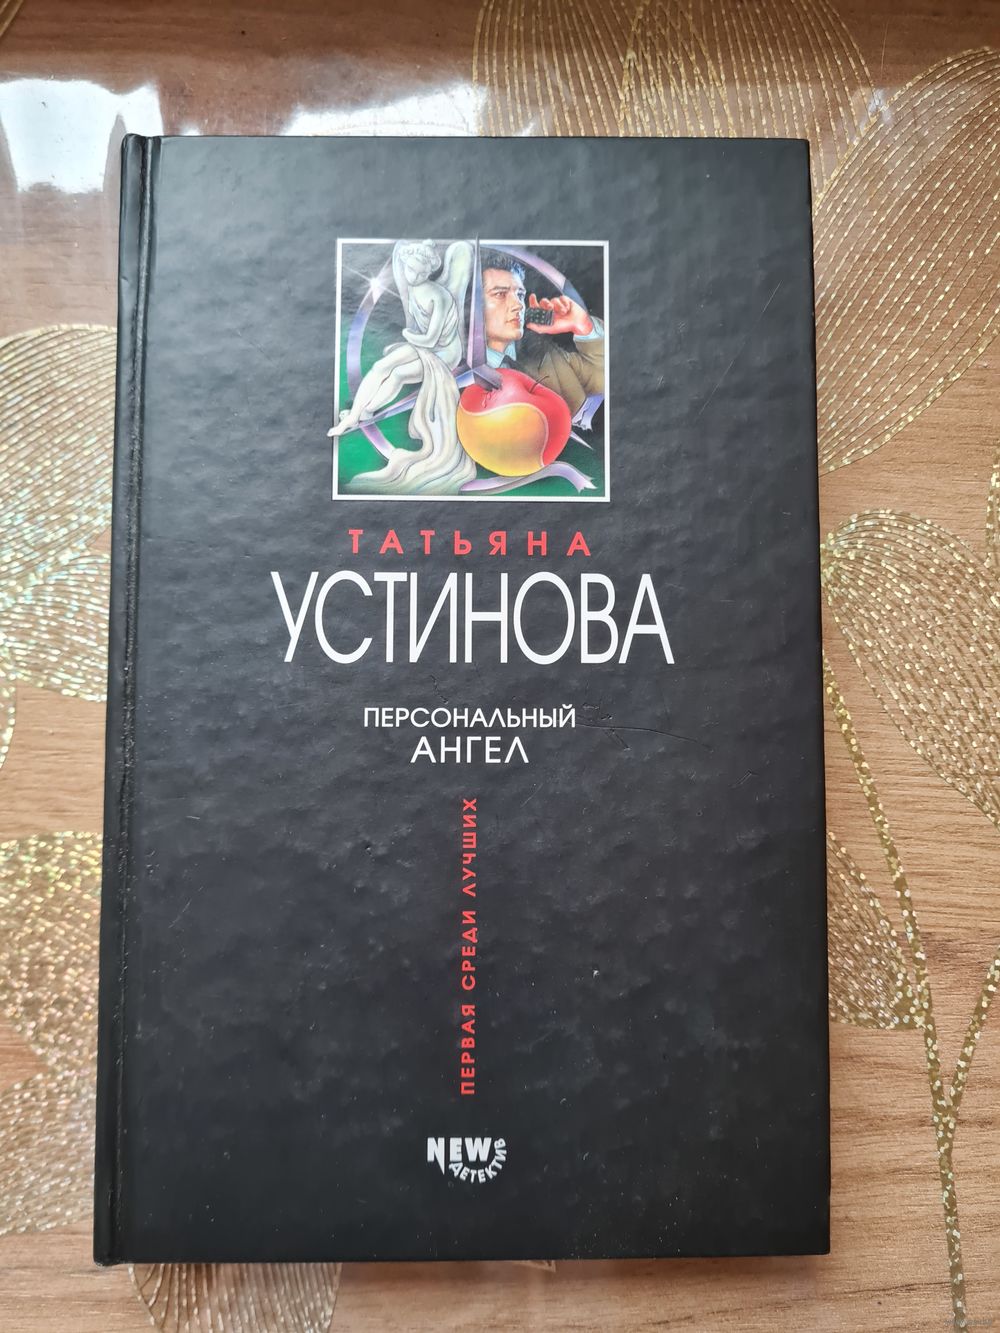 ТАТЬЯНА
УСТИНОВА
ПЕРСОНАЛЬНЫЙ
АНГЕЛ
ПЕРВАЯ СРЕДИ ЛУЧШИХ
NEW
ДЕТЕКТИВ